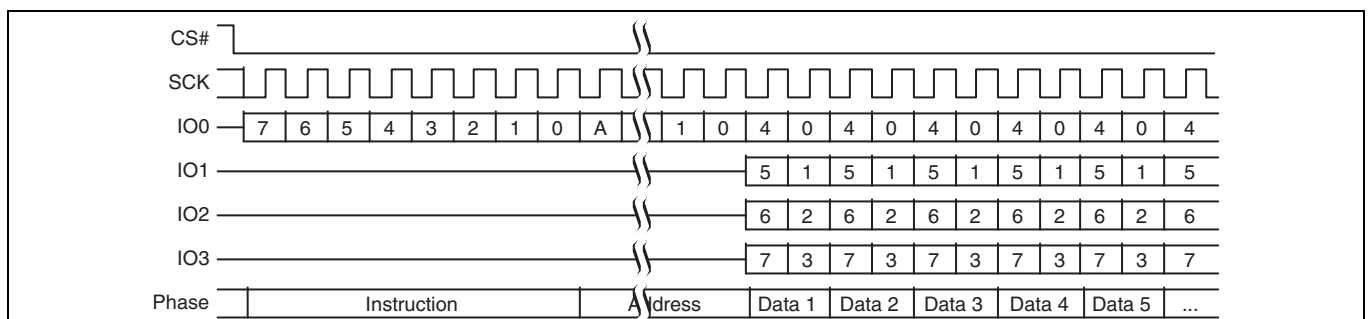 CS#
SCK
IO0 7 6 5 4 3 2 1 0 A 1 0 4 0 4 0 4 0 4 0 4 0 4
IO1 5 1 5 1 5 1 5 1 5 1 5
IO2 6 2 6 2 6 2 6 2 6 2 6
IO3 7 3 7 3 7 3 7 3 7 3 7
Phase Instruction Address Data 1 Data 2 Data 3 Data 4 Data 5 ...